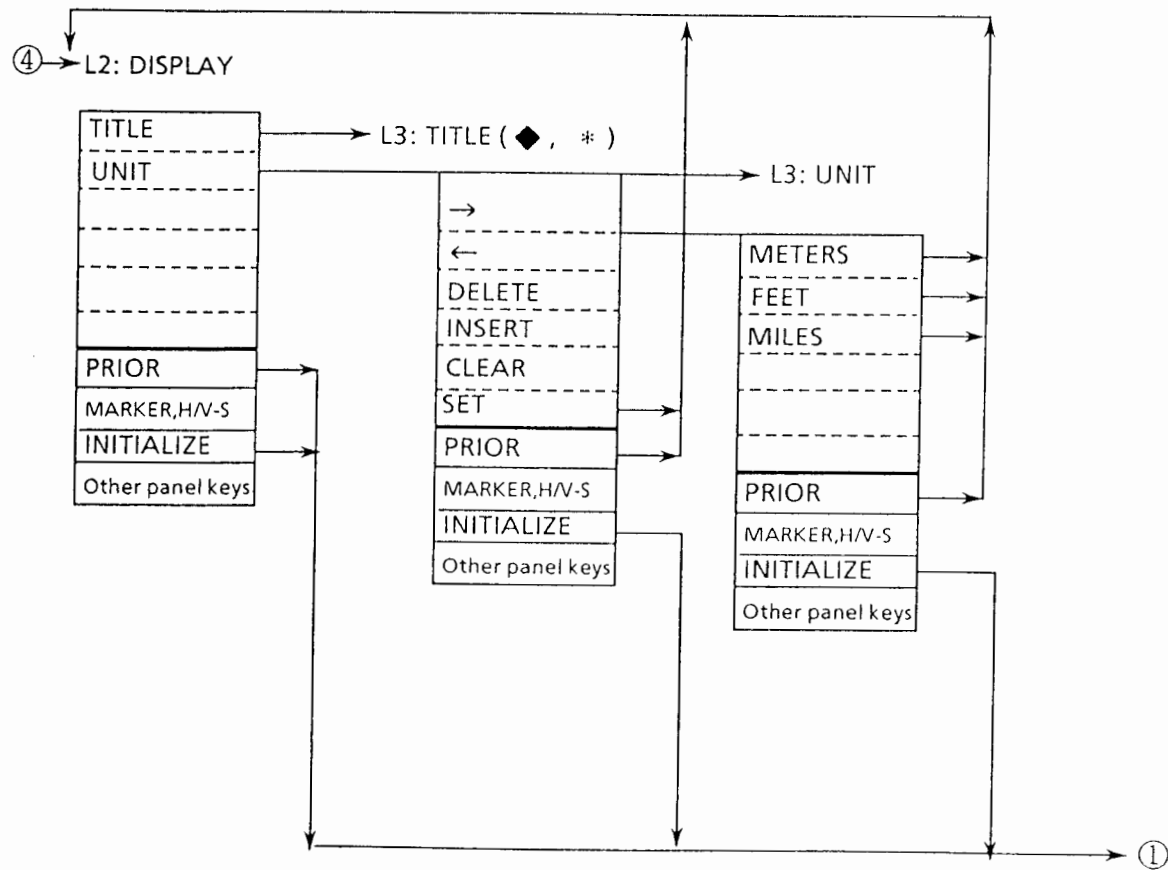 ④ L2: DISPLAY
TITLE
UNIT
PRIOR
MARKER,H/V-S
INITIALIZE
Other panel keys
L3: TITLE ( ◆ , * )
→
←
DELETE
INSERT
CLEAR
SET
PRIOR
MARKER,H/V-S
INITIALIZE
Other panel keys
L3: UNIT
METERS
FEET
MILES
PRIOR
MARKER,H/V-S
INITIALIZE
Other panel keys
①